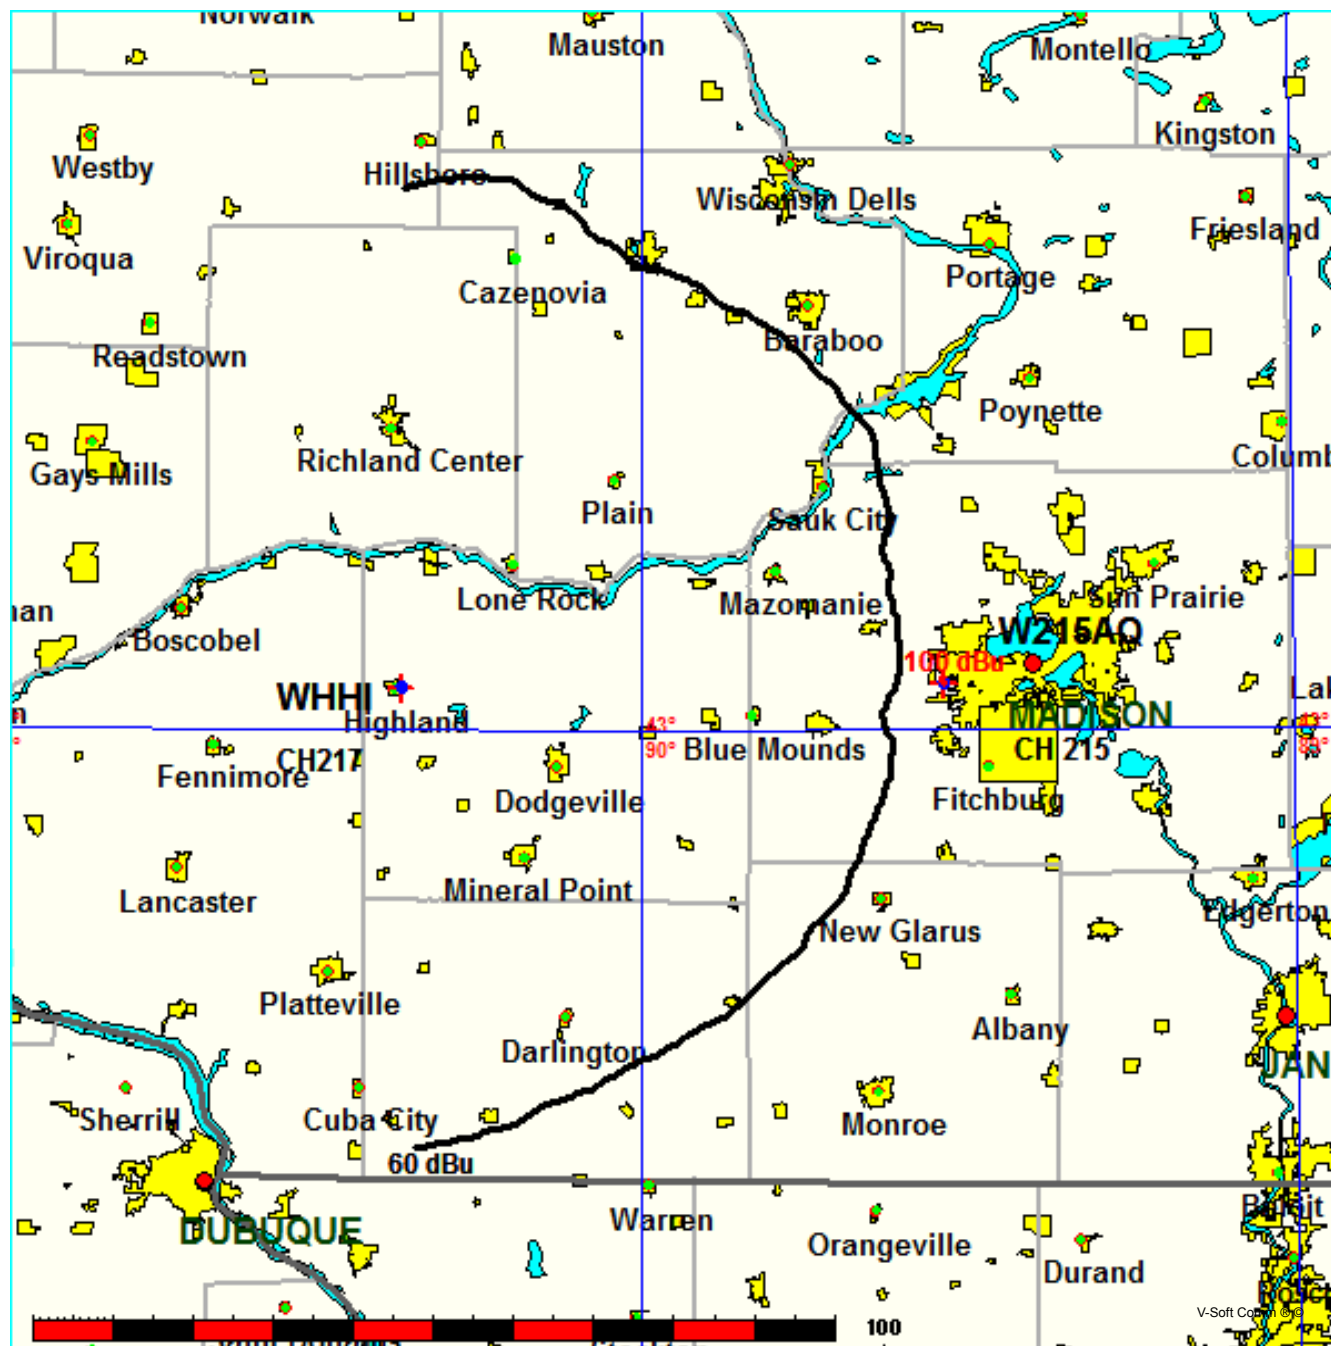 Norwalk
Mauston
Montello
Kingston
Westby
Hillsboro
Wisconsin Dells
Friesland
Viroqua
Portage
Cazenovia
Baraboo
Readstown
Poynette
Richland Center
Gays Mills
Columb
Plain
Sauk City
Lone Rock
Mazomanie
Sun Prairie
Boscobel
W215AQ
100 dBu
WHHI
Highland
MADISON
43°
90°
Blue Mounds
CH 215
CH217
Fennimore
Dodgeville
Fitchburg
43°
89°
Mineral Point
Lancaster
Edgerton
New Glarus
Platteville
Albany
Darlington
JAN
Sherrill
Cuba City
Monroe
60 dBu
Warren
Beloit
DUBUQUE
Orangeville
Durand
V-Soft Comm ® ©
100